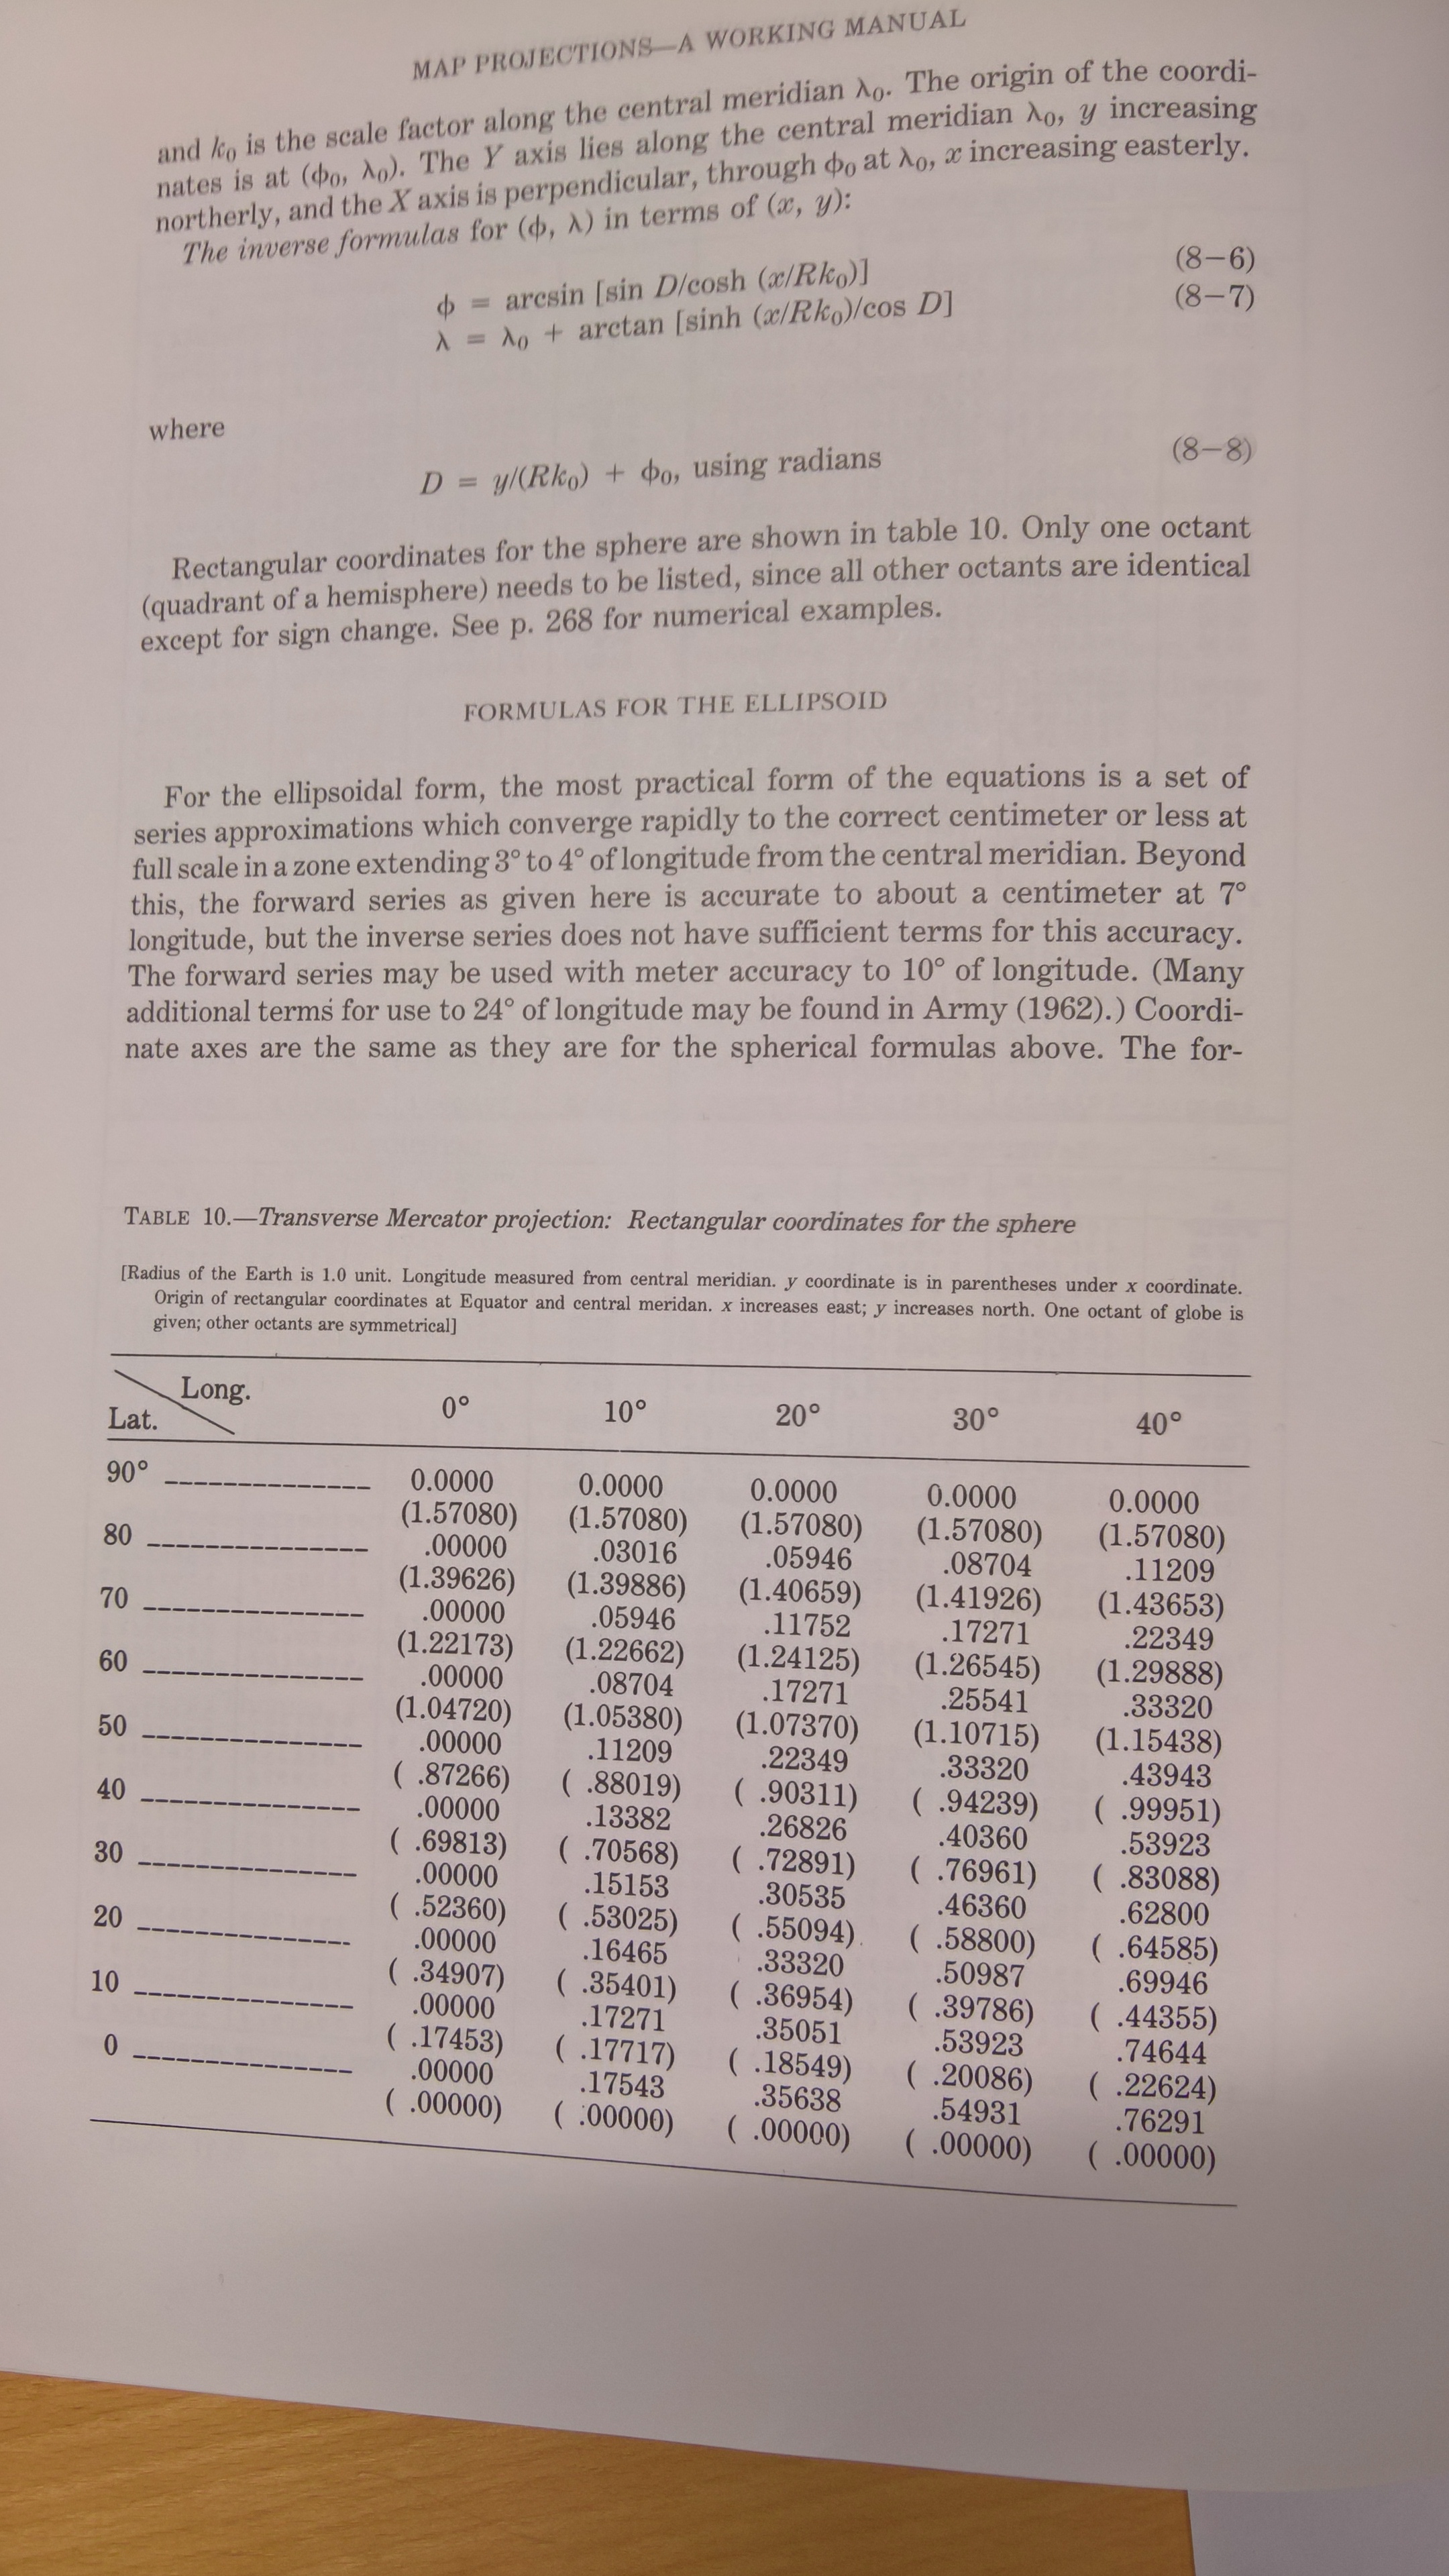 MAP PROJECTIONS—A WORKING MANUAL
and k₀ is the scale factor along the central meridian λ₀. The origin of the coordi-
nates is at (ϕ₀, λ₀). The Y axis lies along the central meridian λ₀, y increasing
northerly, and the X axis is perpendicular, through ϕ₀ at λ₀, x increasing easterly.
The inverse formulas for (ϕ, λ) in terms of (x, y):
ϕ = arcsin [sin D/cosh (x/Rk₀)] (8–6)
λ = λ₀ + arctan [sinh (x/Rk₀)/cos D] (8–7)
where
D = y/(Rk₀) + ϕ₀, using radians (8–8)
Rectangular coordinates for the sphere are shown in table 10. Only one octant
(quadrant of a hemisphere) needs to be listed, since all other octants are identical
except for sign change. See p. 268 for numerical examples.
FORMULAS FOR THE ELLIPSOID
For the ellipsoidal form, the most practical form of the equations is a set of
series approximations which converge rapidly to the correct centimeter or less at
full scale in a zone extending 3° to 4° of longitude from the central meridian. Beyond
this, the forward series as given here is accurate to about a centimeter at 7°
longitude, but the inverse series does not have sufficient terms for this accuracy.
The forward series may be used with meter accuracy to 10° of longitude. (Many
additional terms for use to 24° of longitude may be found in Army (1962).) Coordi-
nate axes are the same as they are for the spherical formulas above. The for-
TABLE 10.—Transverse Mercator projection: Rectangular coordinates for the sphere
[Radius of the Earth is 1.0 unit. Longitude measured from central meridian. y coordinate is in parentheses under x coordinate.
Origin of rectangular coordinates at Equator and central meridan. x increases east; y increases north. One octant of globe is
given; other octants are symmetrical]
Long.
Lat. 0° 10° 20° 30° 40°
90° 0.0000 0.0000 0.0000 0.0000 0.0000
(1.57080) (1.57080) (1.57080) (1.57080) (1.57080)
80 .00000 .03016 .05946 .08704 .11209
(1.39626) (1.39886) (1.40659) (1.41926) (1.43653)
70 .00000 .05946 .11752 .17271 .22349
(1.22173) (1.22662) (1.24125) (1.26545) (1.29888)
60 .00000 .08704 .17271 .25541 .33320
(1.04720) (1.05380) (1.07370) (1.10715) (1.15438)
50 .00000 .11209 .22349 .33320 .43943
( .87266) ( .88019) ( .90311) ( .94239) ( .99951)
40 .00000 .13382 .26826 .40360 .53923
( .69813) ( .70568) ( .72891) ( .76961) ( .83088)
30 .00000 .15153 .30535 .46360 .62800
( .52360) ( .53025) ( .55094) ( .58800) ( .64585)
20 .00000 .16465 .33320 .50987 .69946
( .34907) ( .35401) ( .36954) ( .39786) ( .44355)
10 .00000 .17271 .35051 .53923 .74644
( .17453) ( .17717) ( .18549) ( .20086) ( .22624)
0 .00000 .17543 .35638 .54931 .76291
( .00000) ( .00000) ( .00000) ( .00000) ( .00000)